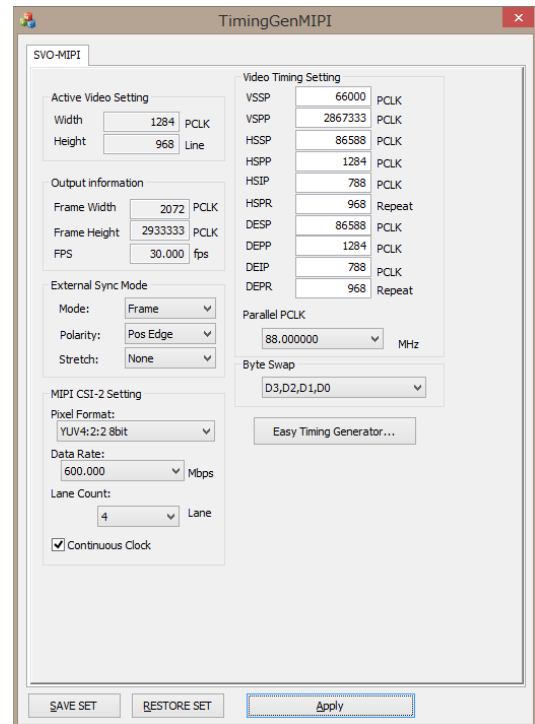 TimingGenMIPI
SVO-MIPI
Active Video Setting
Width 1284 PCLK
Height 968 Line
Output information
Frame Width 2072 PCLK
Frame Height 2933333 PCLK
FPS 30.000 fps
External Sync Mode
Mode: Frame
Polarity: Pos Edge
Stretch: None
MIPI CSI-2 Setting
Pixel Format:
YUV4:2:2 8bit
Data Rate:
600.000 Mbps
Lane Count:
4 Lane
Continuous Clock
Video Timing Setting
VSSP 66000 PCLK
VSPP 2867333 PCLK
HSSP 86588 PCLK
HSPP 1284 PCLK
HSIP 788 PCLK
HSPR 968 Repeat
DESP 86588 PCLK
DEPP 1284 PCLK
DEIP 788 PCLK
DEPR 968 Repeat
Parallel PCLK
88.000000 MHz
Byte Swap
D3,D2,D1,D0
Easy Timing Generator...
SAVE SET RESTORE SET Apply